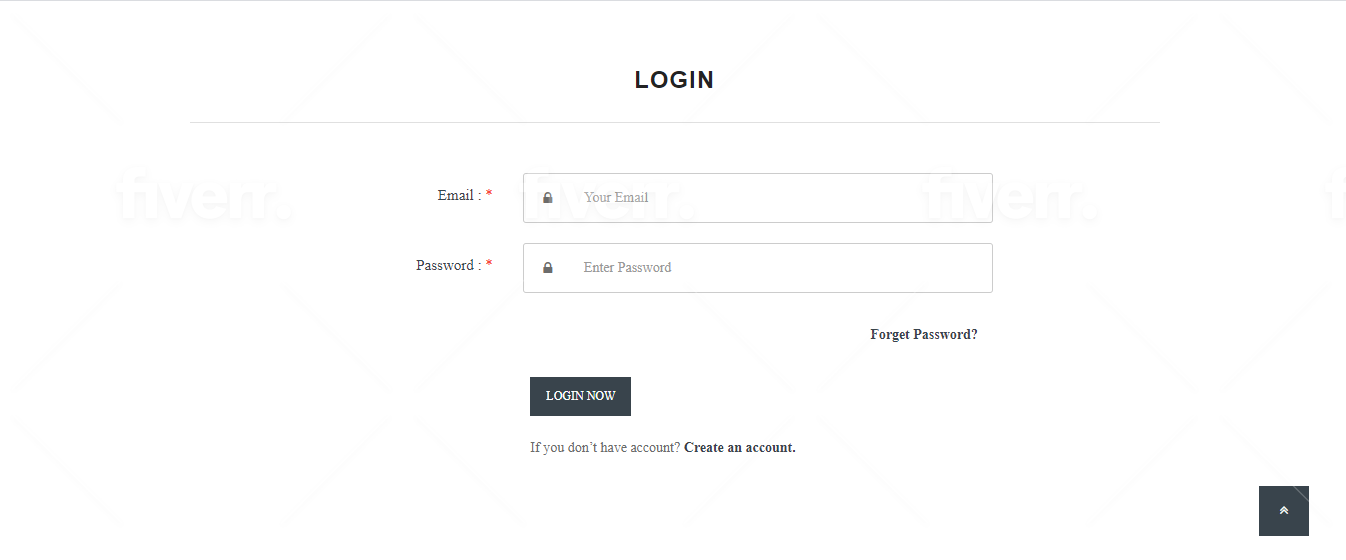 LOGIN
fiverr. fiverr. fiverr.
Email : * Your Email
Password : * Enter Password
Forget Password?
LOGIN NOW
If you don’t have account? Create an account.